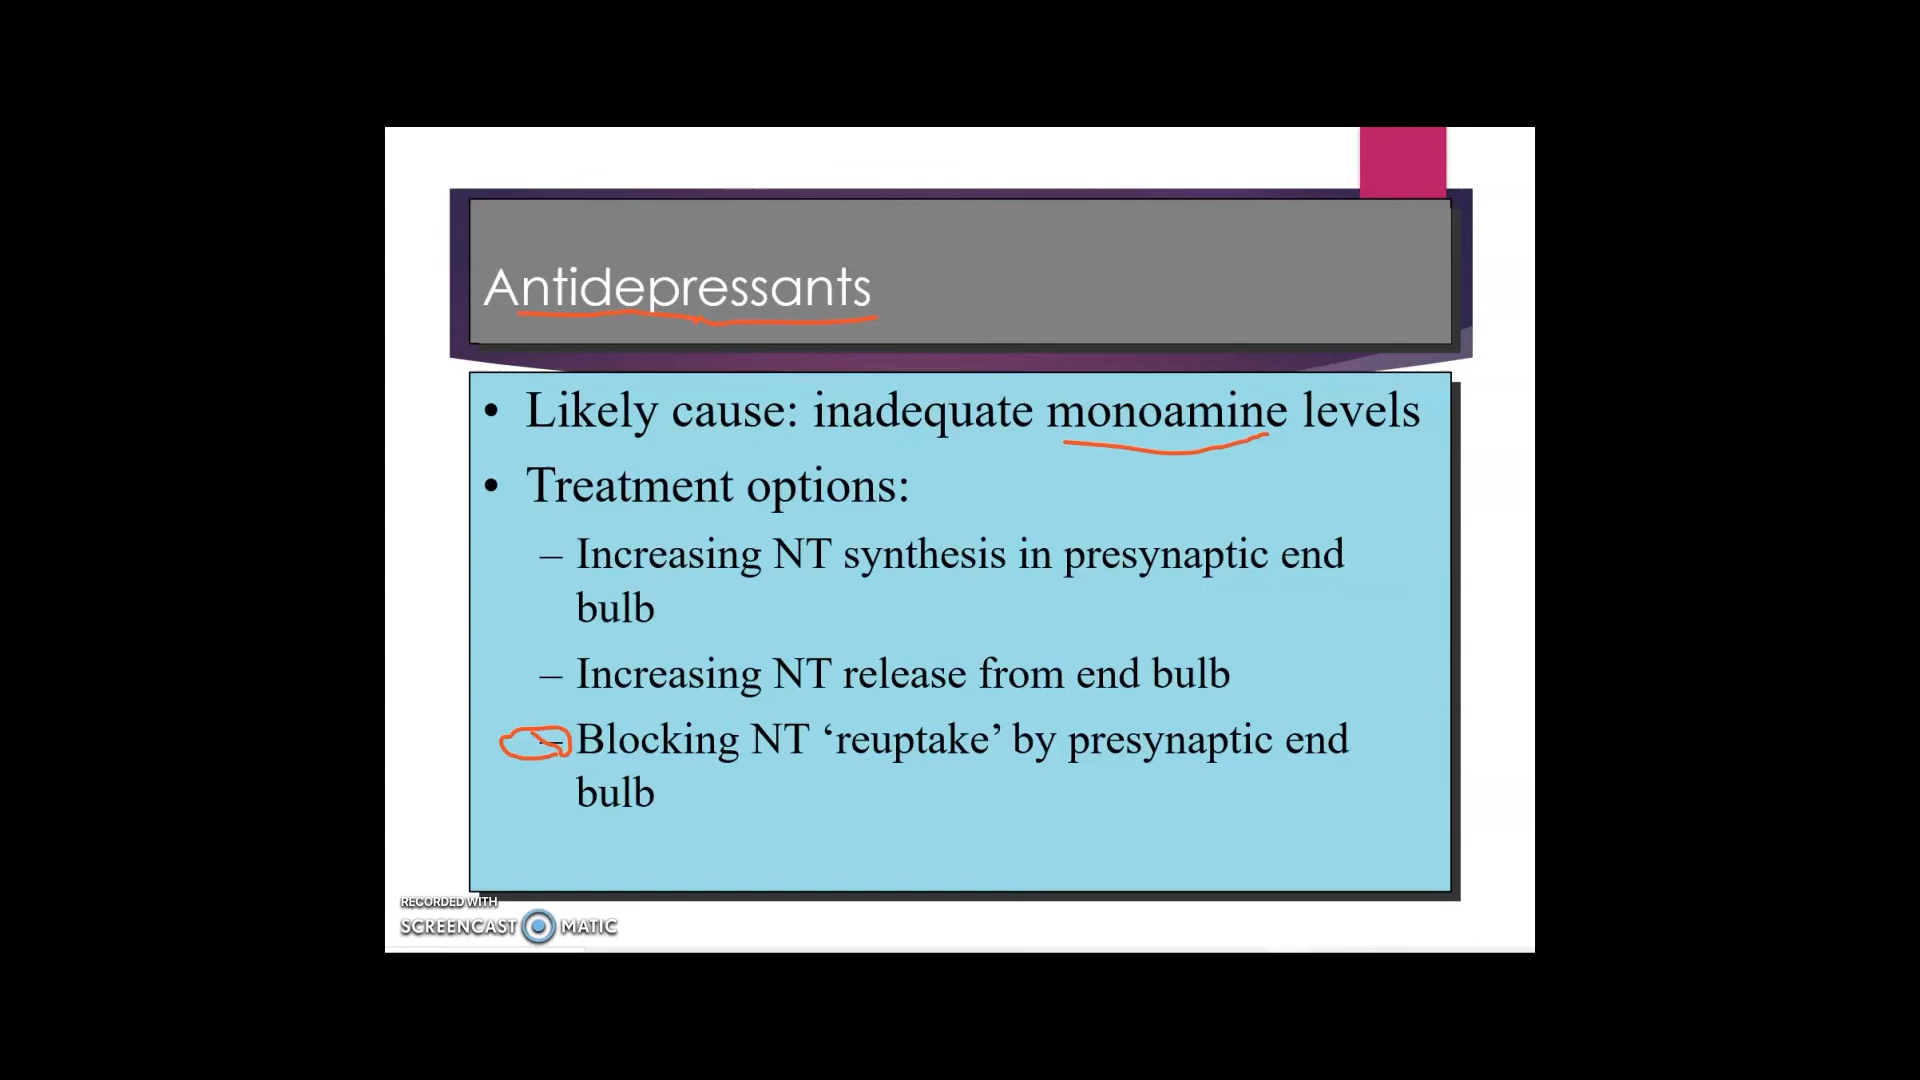 Antidepressants
• Likely cause: inadequate monoamine levels
• Treatment options:
– Increasing NT synthesis in presynaptic end
bulb
– Increasing NT release from end bulb
– Blocking NT ‘reuptake’ by presynaptic end
bulb
RECORDED WITH
SCREENCAST MATIC